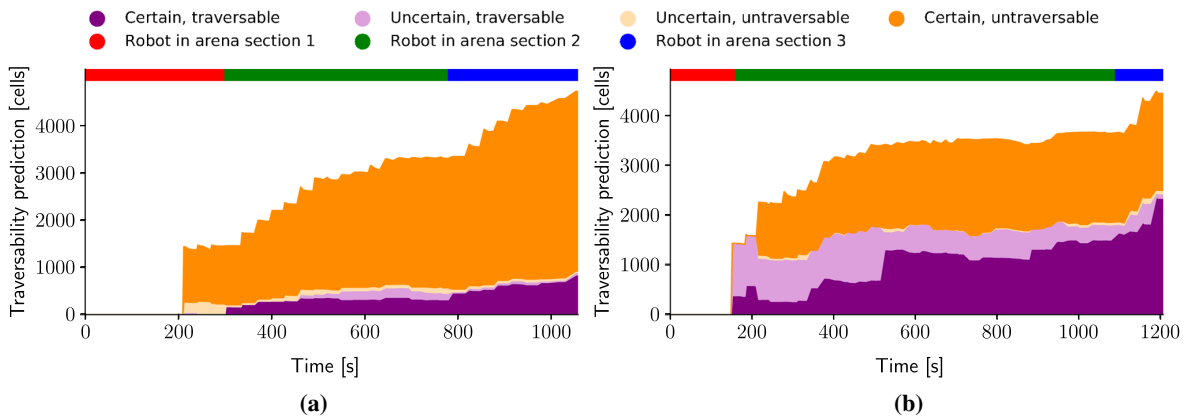 Certain, traversable
Uncertain, traversable
Uncertain, untraversable
Certain, untraversable
Robot in arena section 1
Robot in arena section 2
Robot in arena section 3
Traversability prediction [cells]
4000
3000
2000
1000
0
0 200 400 600 800 1000
Time [s]
(a)
Traversability prediction [cells]
4000
3000
2000
1000
0
0 200 400 600 800 1000 1200
Time [s]
(b)